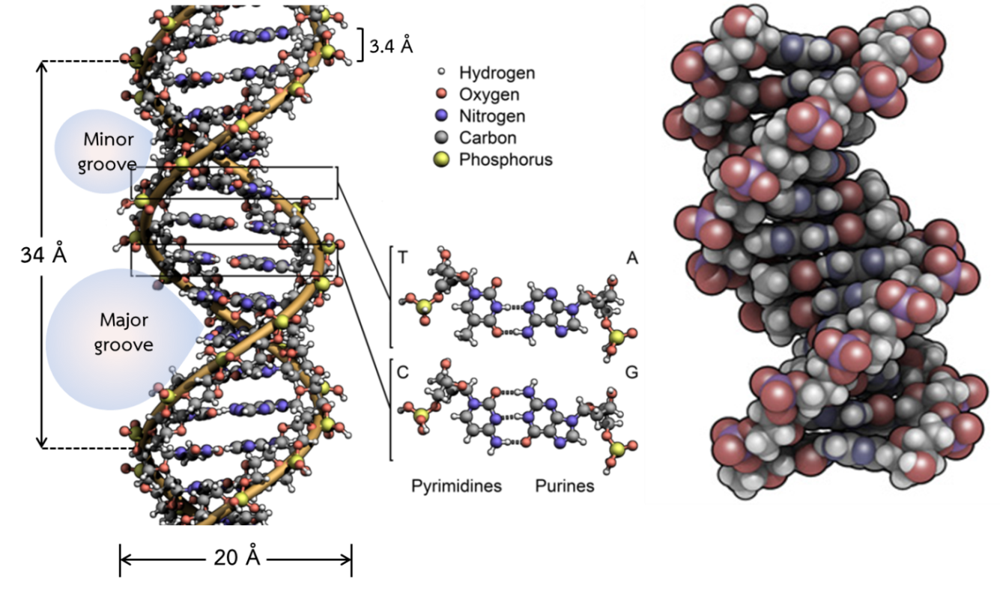 3.4 Å
Hydrogen
Oxygen
Nitrogen
Carbon
Phosphorus
Minor
groove
34 Å
Major
groove
T
A
C
G
Pyrimidines
Purines
20 Å